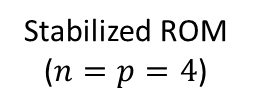 Stabilized ROM
(n = p = 4)